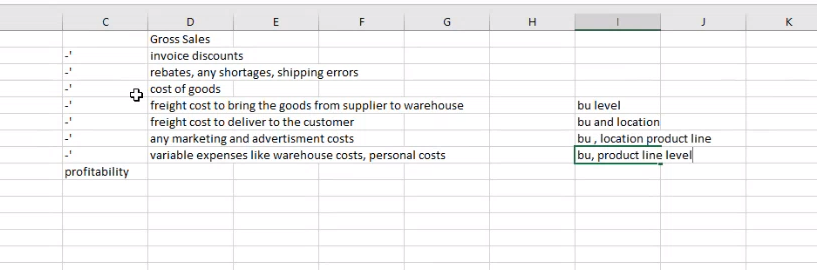 C D E F G H I J K
Gross Sales
-' invoice discounts
-' rebates, any shortages, shipping errors
-' cost of goods
-' freight cost to bring the goods from supplier to warehouse bu level
-' freight cost to deliver to the customer bu and location
-' any marketing and advertisment costs bu , location product line
-' variable expenses like warehouse costs, personal costs bu, product line level
profitability